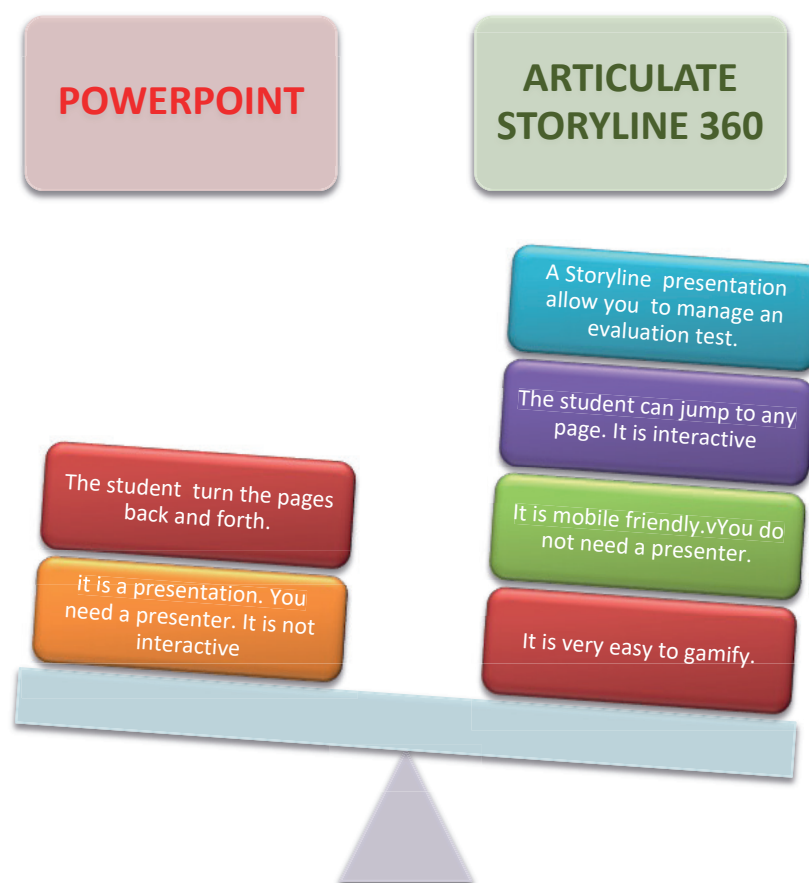 POWERPOINT
ARTICULATE
STORYLINE 360
The student  turn the pages
back and forth.
it is a presentation. You
need a presenter. It is not
interactive
A Storyline  presentation
allow you  to manage an
evaluation test.
The student can jump to any
page. It is interactive
It is mobile friendly.vYou do
not need a presenter.
It is very easy to gamify.